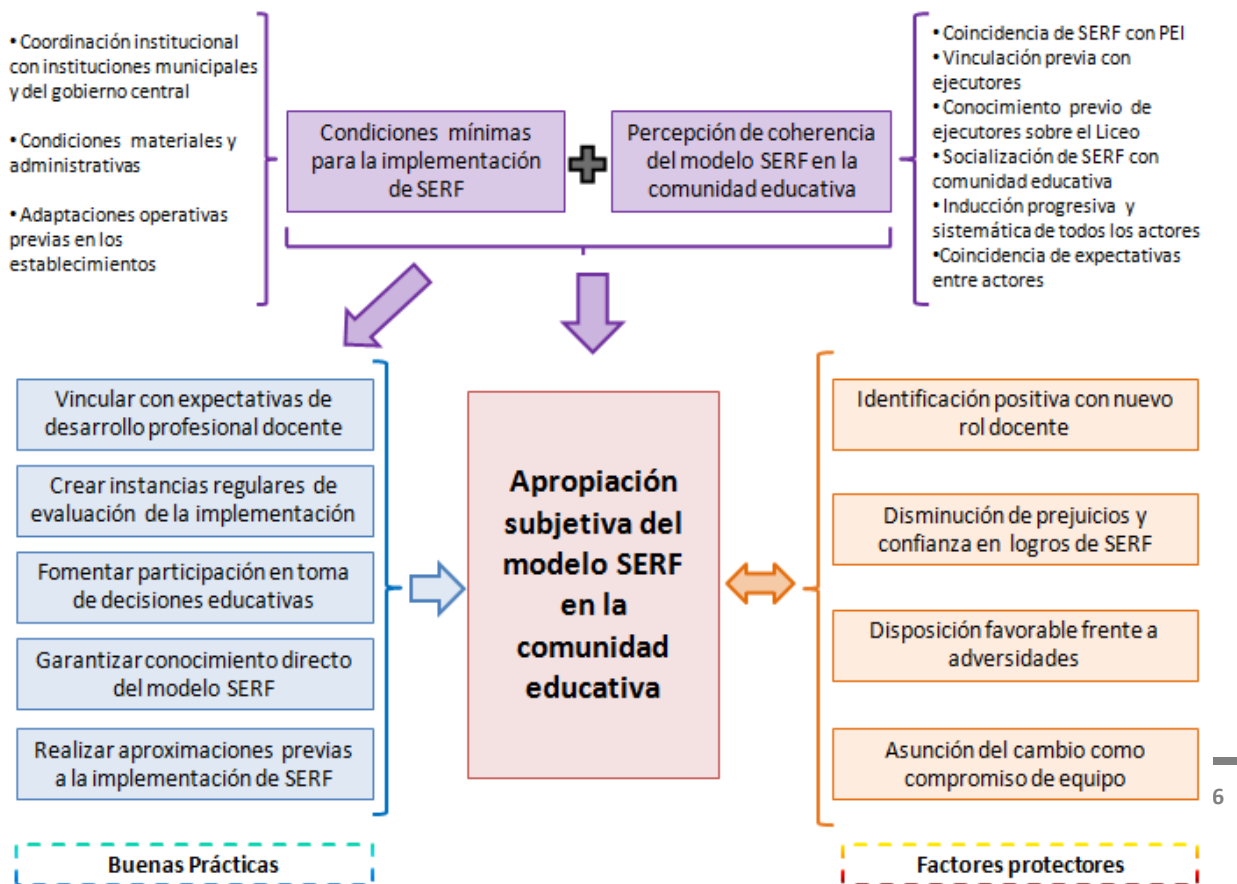 • Coordinación institucional
con instituciones municipales
y del gobierno central
• Condiciones materiales y
administrativas
• Adaptaciones operativas
previas en los
establecimientos
Condiciones mínimas
para la implementación
de SERF
Percepción de coherencia
del modelo SERF en la
comunidad educativa
• Coincidencia de SERF con PEI
• Vinculación previa con
ejecutores
• Conocimiento previo de
ejecutores sobre el Liceo
• Socialización de SERF con
comunidad educativa
• Inducción progresiva y
sistemática de todos los actores
•Coincidencia de expectativas
entre actores
Vincular con expectativas de
desarrollo profesional docente
Crear instancias regulares de
evaluación de la implementación
Fomentar participación en toma
de decisiones educativas
Garantizar conocimiento directo
del modelo SERF
Realizar aproximaciones previas
a la implementación de SERF
Buenas Prácticas
Apropiación
subjetiva del
modelo SERF
en la
comunidad
educativa
Identificación positiva con nuevo
rol docente
Disminución de prejuicios y
confianza en logros de SERF
Disposición favorable frente a
adversidades
Asunción del cambio como
compromiso de equipo
Factores protectores
6